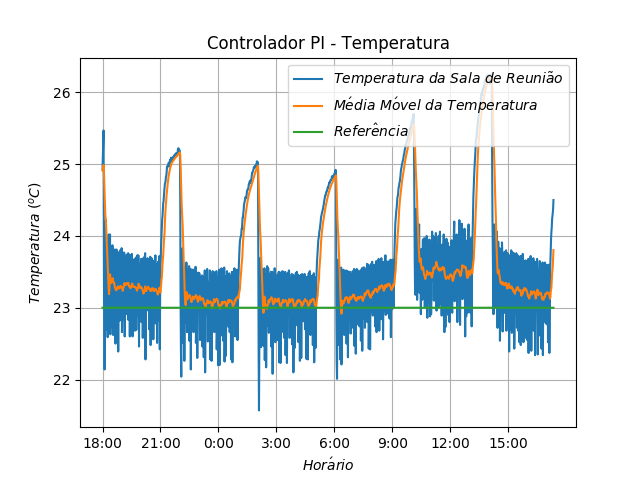 Controlador PI - Temperatura
Temperatura da Sala de Reunião
Média Móvel da Temperatura
Referência
Temperatura (°C)
26
25
24
23
22
18:00 21:00 0:00 3:00 6:00 9:00 12:00 15:00
Horário